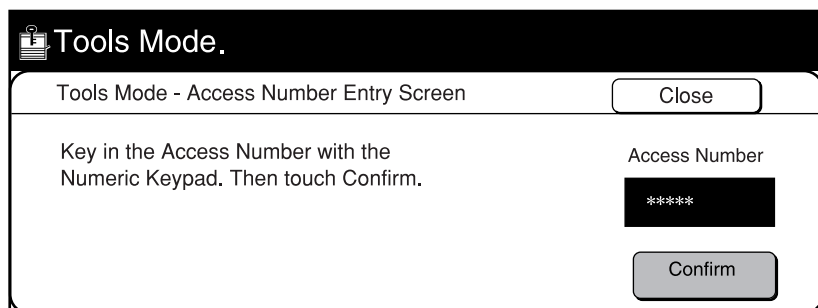 Tools Mode.
Tools Mode - Access Number Entry Screen
Close
Key in the Access Number with the
Numeric Keypad. Then touch Confirm.
Access Number
*****
Confirm